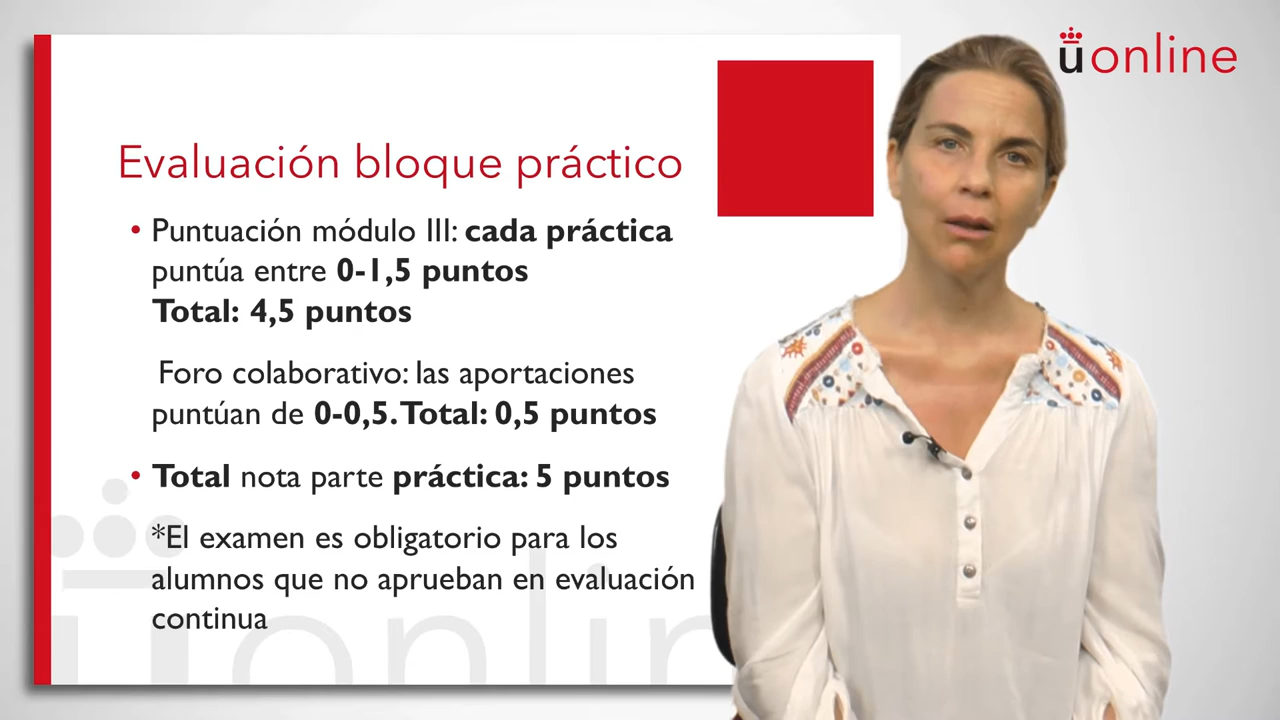 uonline
Evaluación bloque práctico
• Puntuación módulo III: cada práctica
puntúa entre 0-1,5 puntos
Total: 4,5 puntos
Foro colaborativo: las aportaciones
puntúan de 0-0,5. Total: 0,5 puntos
• Total nota parte práctica: 5 puntos
*El examen es obligatorio para los
alumnos que no aprueban en evaluación
continua
uonlin